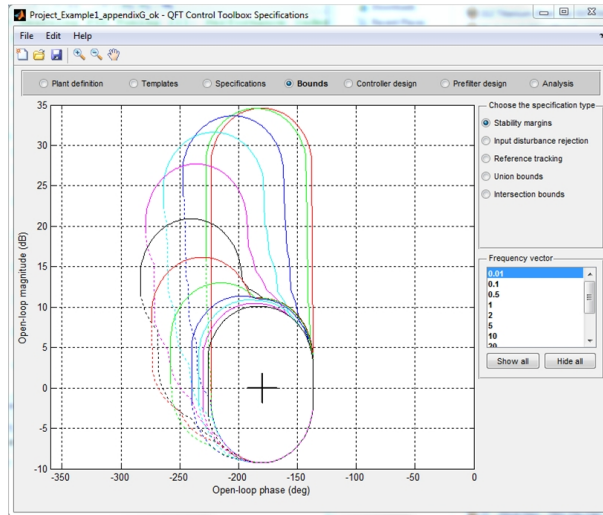 Project_Example1_appendixG_ok - QFT Control Toolbox: Specifications
File Edit Help
Plant definition Templates Specifications Bounds Controller design Prefilter design Analysis
35
30
25
20
15
10
5
0
-5
-10
-350 -300 -250 -200 -150 -100 -50 0
Open-loop magnitude (dB)
Open-loop phase (deg)
Choose the specification type
Stability margins
Input disturbance rejection
Reference tracking
Union bounds
Intersection bounds
Frequency vector
0.01
0.1
0.5
1
2
5
10
20
Show all Hide all